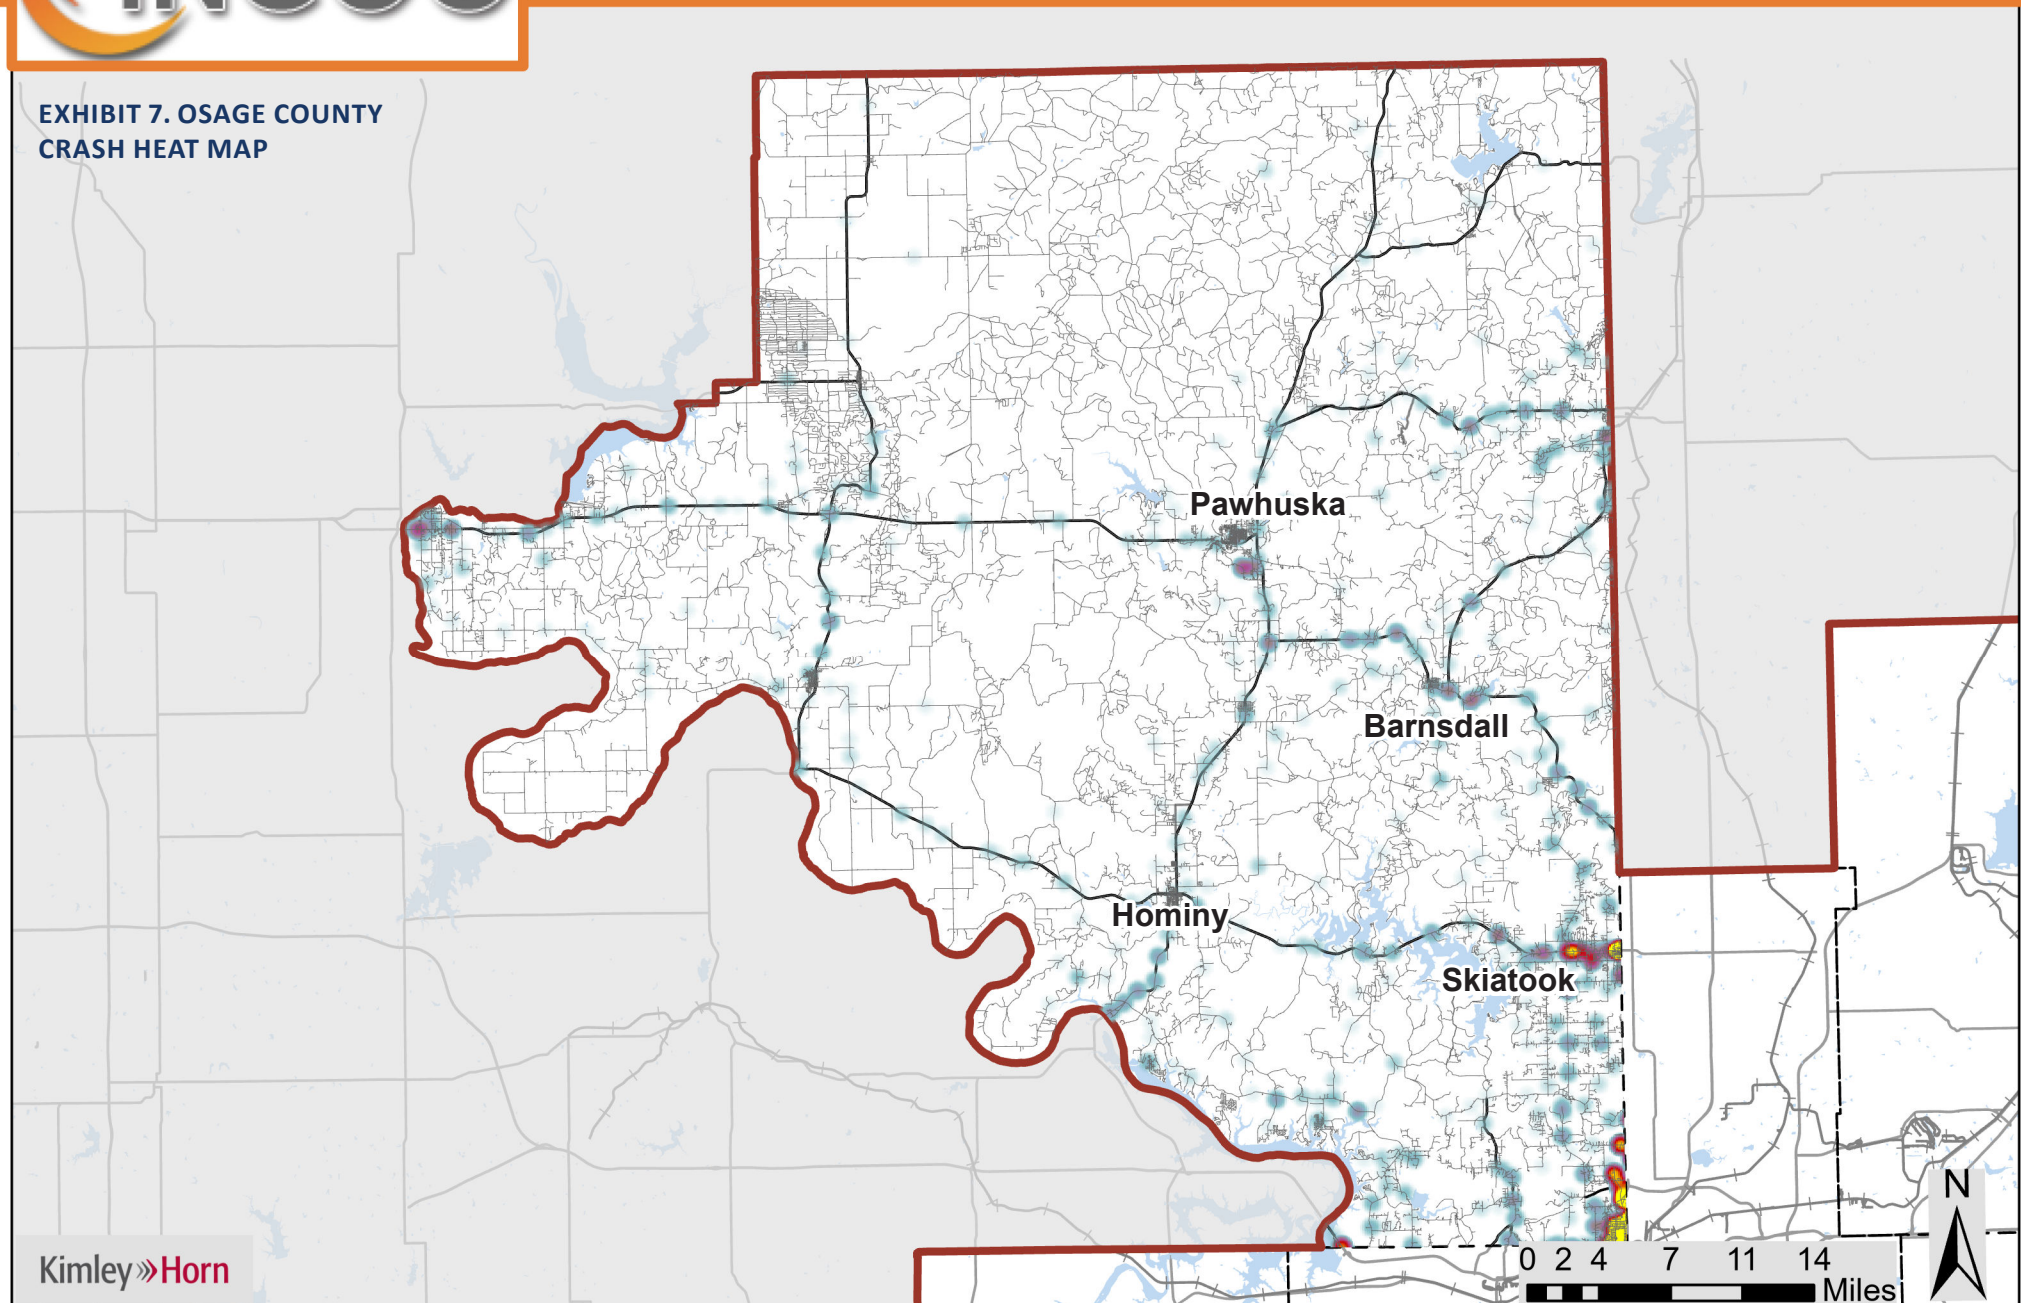 EXHIBIT 7. OSAGE COUNTY
CRASH HEAT MAP
Pawhuska
Barnsdall
Hominy
Skiatook
N
0 2 4 7 11 14
Miles
Kimley»Horn